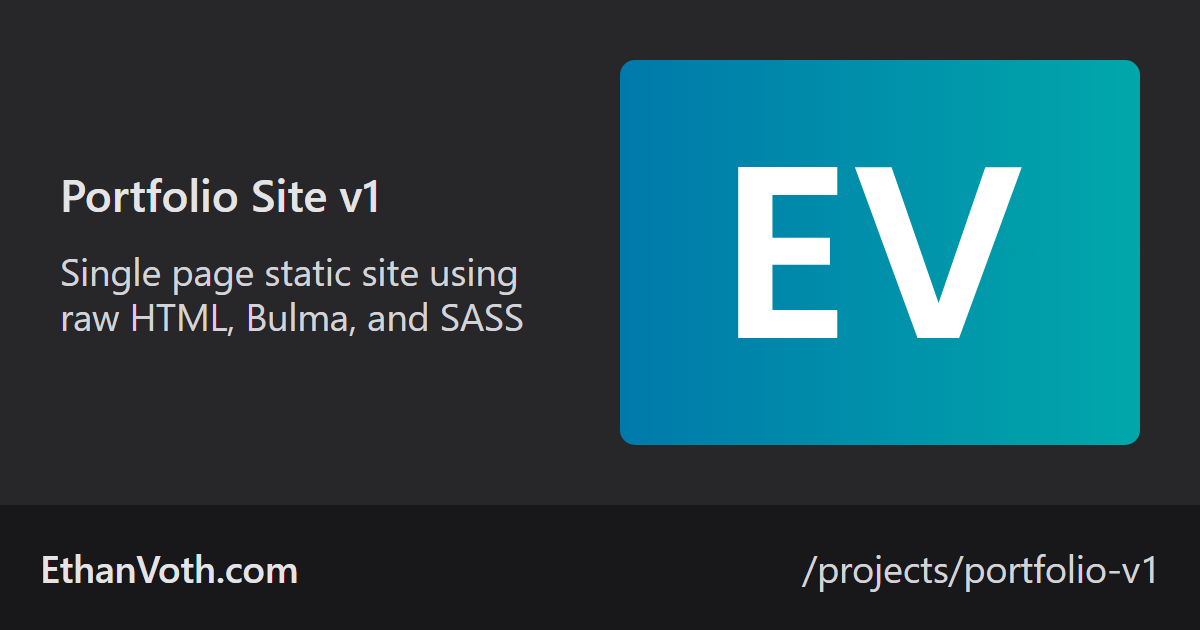 Portfolio Site v1
Single page static site using
raw HTML, Bulma, and SASS
EV
EthanVoth.com
/projects/portfolio-v1